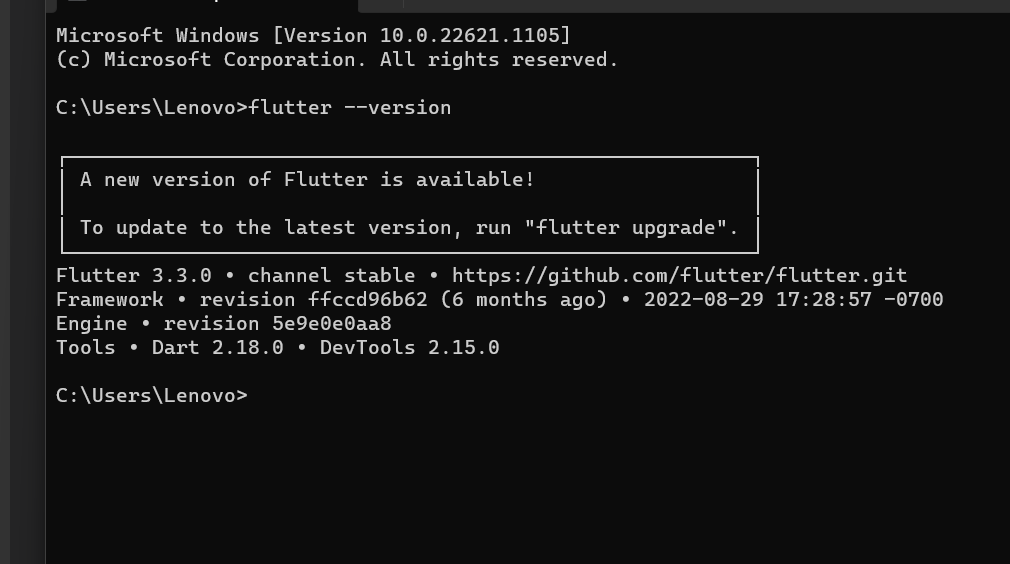 Microsoft Windows [Version 10.0.22621.1105]
(c) Microsoft Corporation. All rights reserved.
C:\Users\Lenovo>flutter --version
A new version of Flutter is available!
To update to the latest version, run "flutter upgrade".
Flutter 3.3.0 • channel stable • https://github.com/flutter/flutter.git
Framework • revision ffccd96b62 (6 months ago) • 2022-08-29 17:28:57 -0700
Engine • revision 5e9e0e0aa8
Tools • Dart 2.18.0 • DevTools 2.15.0
C:\Users\Lenovo>